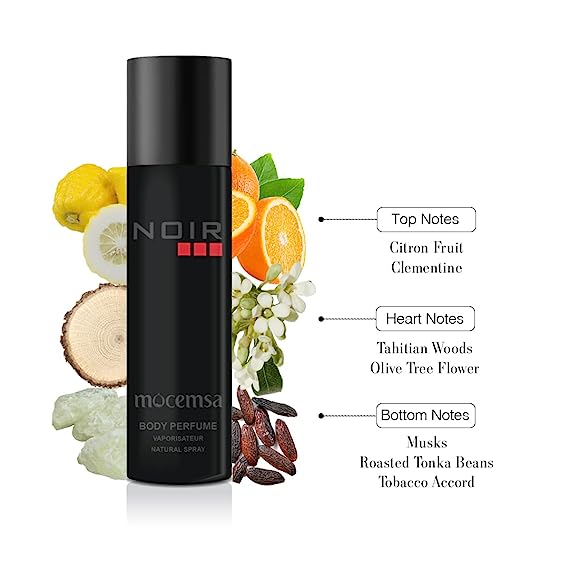 NOIR
mocemsa
BODY PERFUME
VAPORISATEUR
NATURAL SPRAY
Top Notes
Citron Fruit
Clementine
Heart Notes
Tahitian Woods
Olive Tree Flower
Bottom Notes
Musks
Roasted Tonka Beans
Tobacco Accord